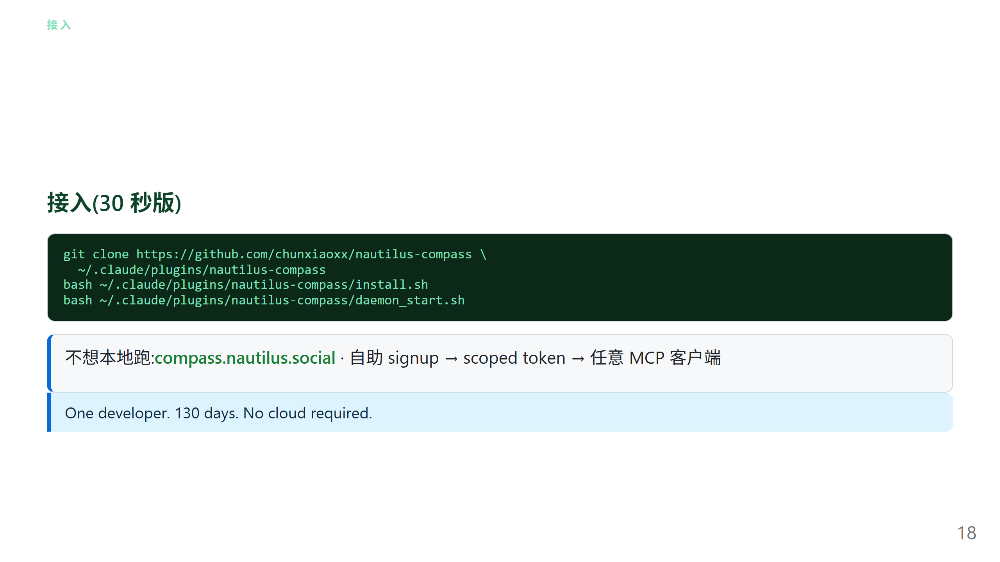 接入
接入(30 秒版)
git clone https://github.com/chunxiaoxx/nautilus-compass \
  ~/.claude/plugins/nautilus-compass
bash ~/.claude/plugins/nautilus-compass/install.sh
bash ~/.claude/plugins/nautilus-compass/daemon_start.sh
不想本地跑:compass.nautilus.social · 自助 signup → scoped token → 任意 MCP 客户端
One developer. 130 days. No cloud required.
18